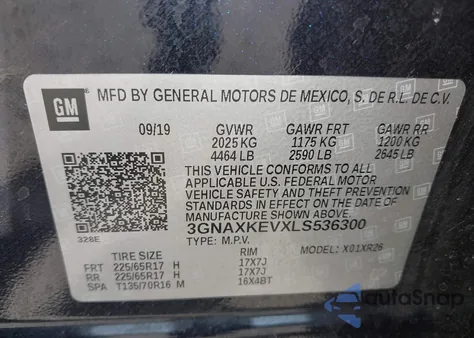 GM
MFD BY GENERAL MOTORS DE MEXICO, S. DE R.L. DE C.V.
09/19 GVWR GAWR FRT GAWR RR
2025 KG 1175 KG 1200 KG
4464 LB 2590 LB 2645 LB
THIS VEHICLE CONFORMS TO ALL
APPLICABLE U.S. FEDERAL MOTOR
VEHICLE SAFETY AND THEFT PREVENTION
STANDARDS IN EFFECT ON THE DATE OF
MANUFACTURE SHOWN ABOVE.
3GNAXKEVXLS536300
TYPE: M.P.V. MODEL: X01XR26
328E
TIRE SIZE RIM
FRT 225/65R17 H 17X7J
RR 225/65R17 H 17X7J
SPA T135/70R16 M 16X4BT
autaSnap